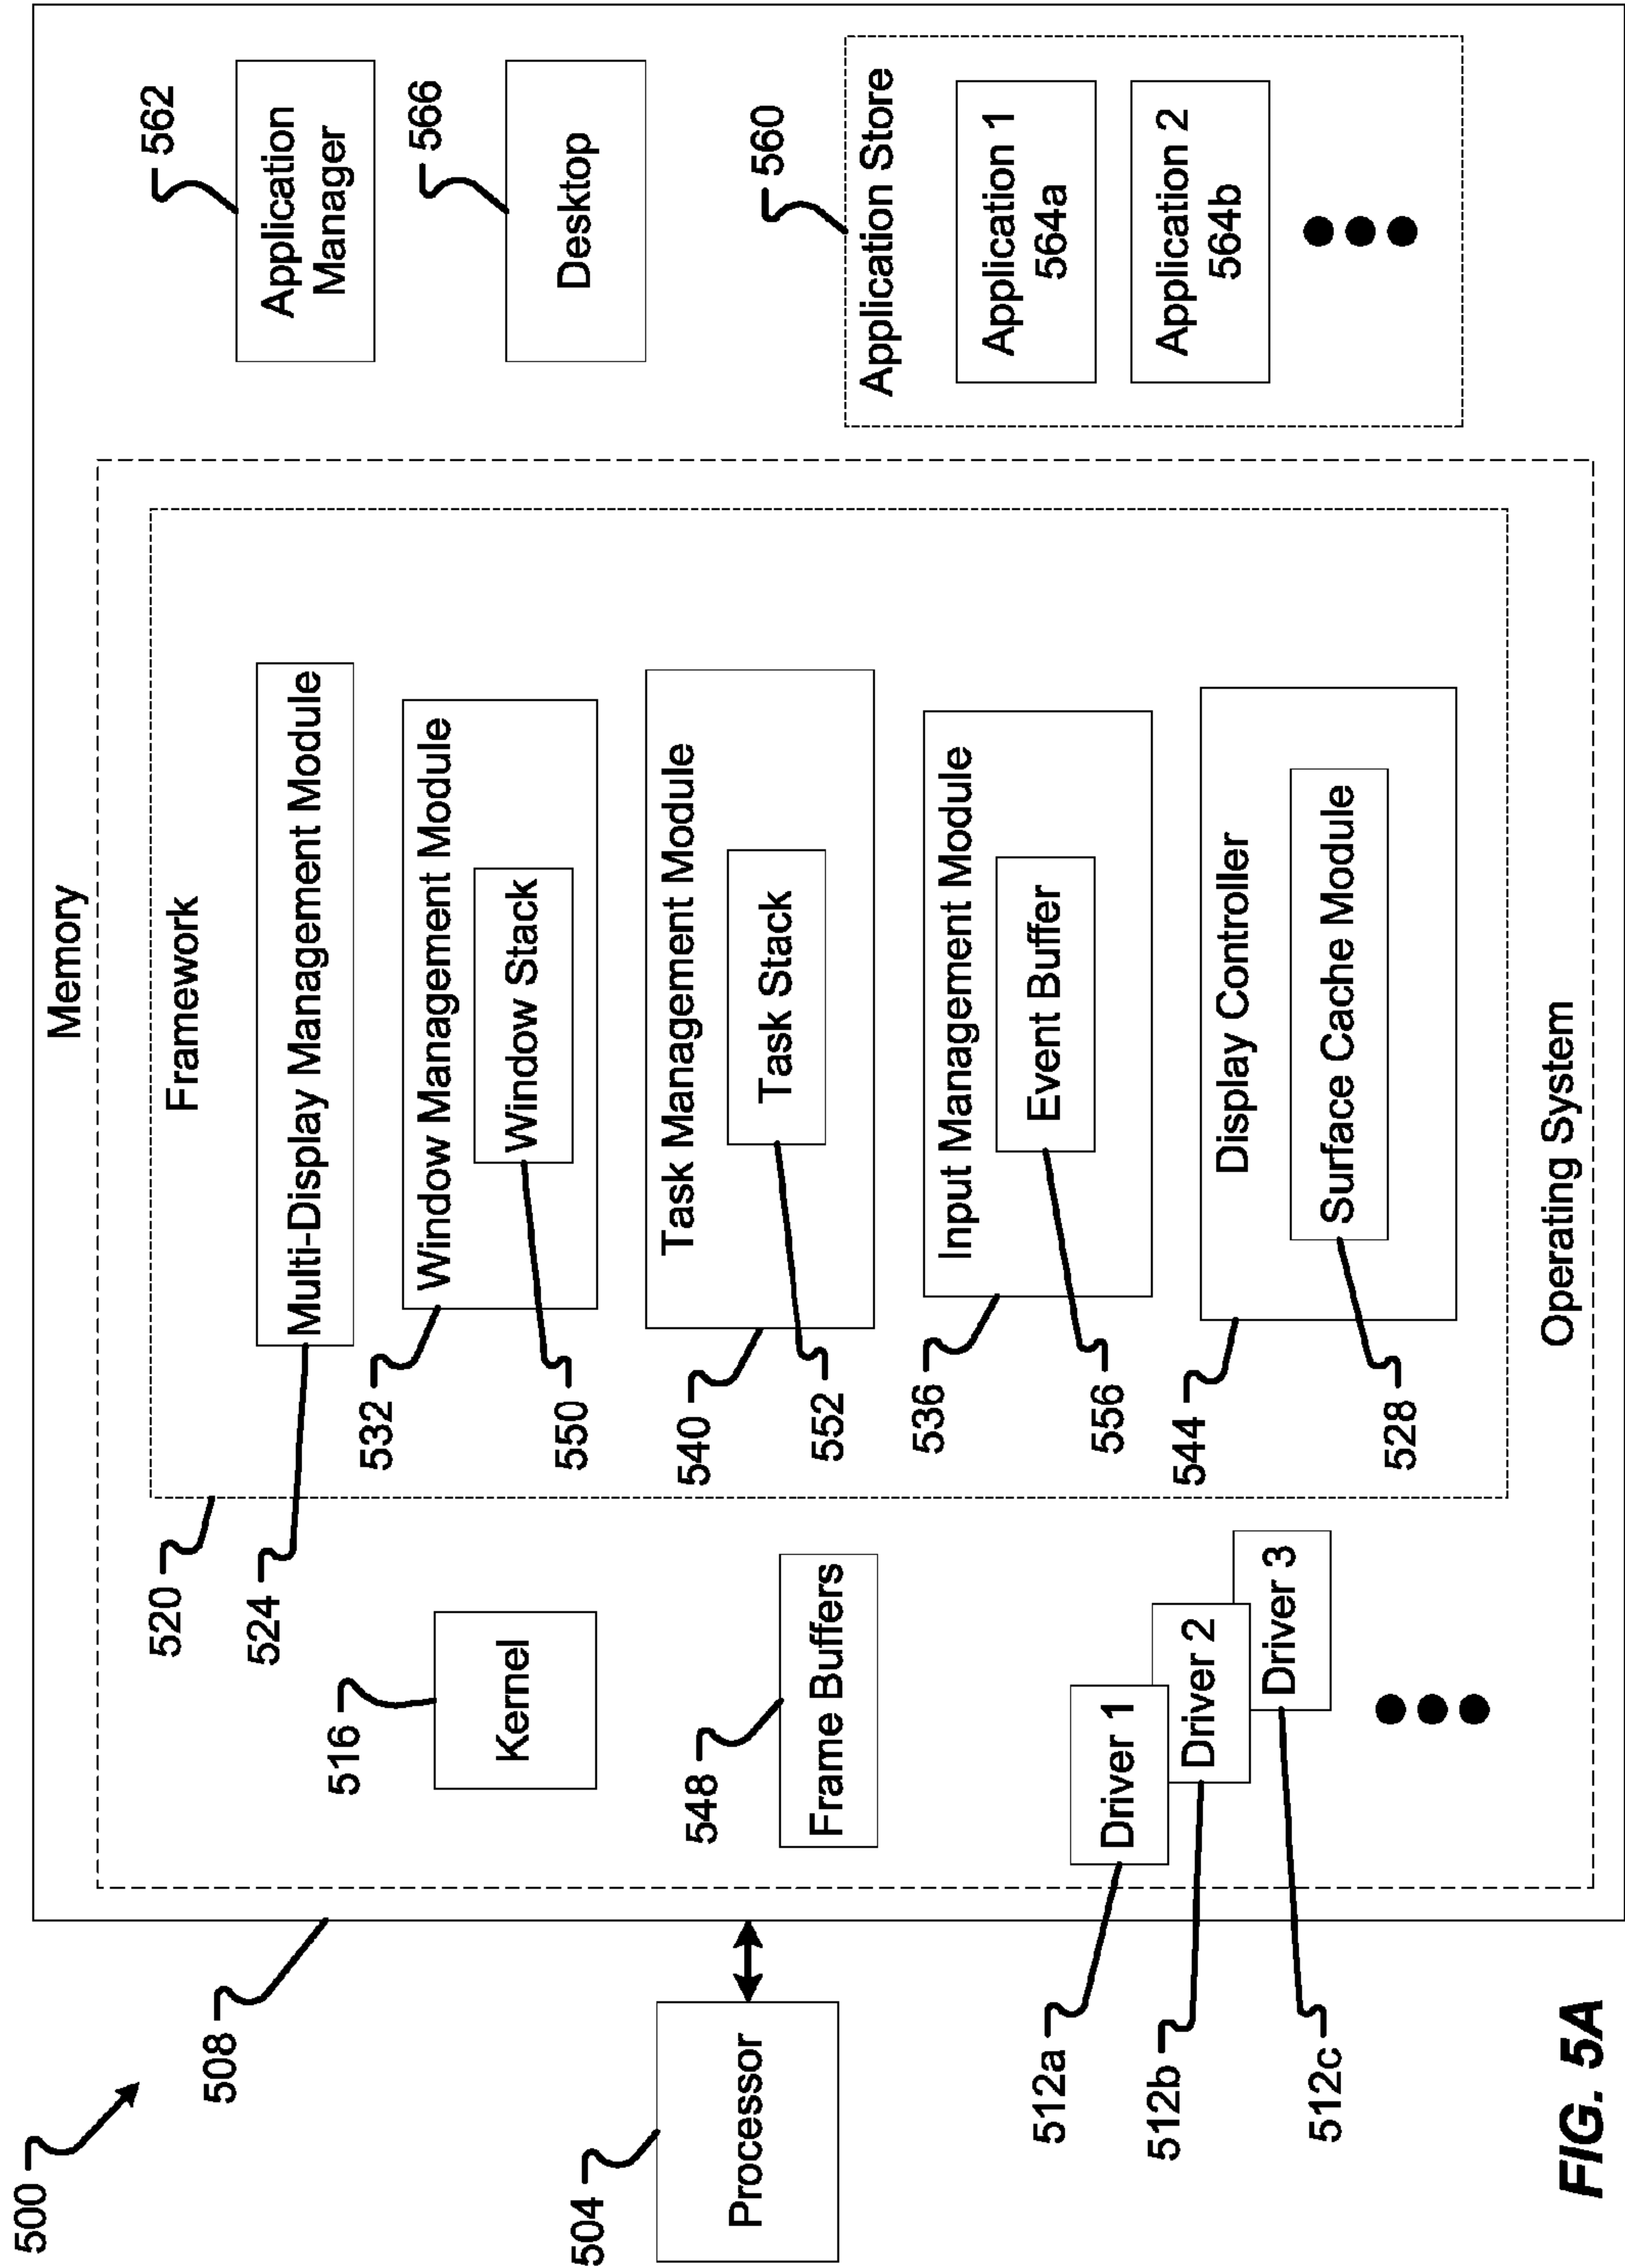 500
508
Memory
504
Processor
520
Framework
524
Multi-Display Management Module
532
Window Management Module
550
Window Stack
540
Task Management Module
552
Task Stack
536
Input Management Module
556
Event Buffer
544
Display Controller
528
Surface Cache Module
516
Kernel
548
Frame Buffers
Driver 1
Driver 2
Driver 3
512a
512b
512c
Operating System
562
Application
Manager
566
Desktop
560
Application Store
Application 1
564a
Application 2
564b
FIG. 5A